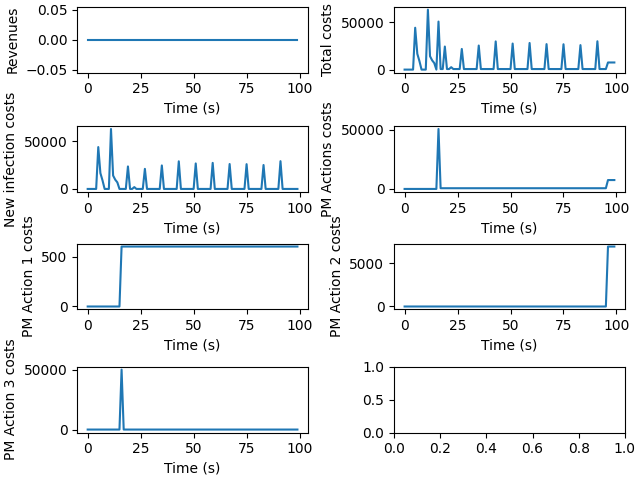 Revenues
0.05
0.00
−0.05
0 25 50 75 100
Time (s)
Total costs
50000
0
0 25 50 75 100
Time (s)
New infection costs
50000
0
0 25 50 75 100
Time (s)
PM Actions costs
50000
0
0 25 50 75 100
Time (s)
PM Action 1 costs
500
0
0 25 50 75 100
Time (s)
PM Action 2 costs
5000
0
0 25 50 75 100
Time (s)
PM Action 3 costs
50000
0
0 25 50 75 100
Time (s)
1.0
0.5
0.0
0.0 0.2 0.4 0.6 0.8 1.0